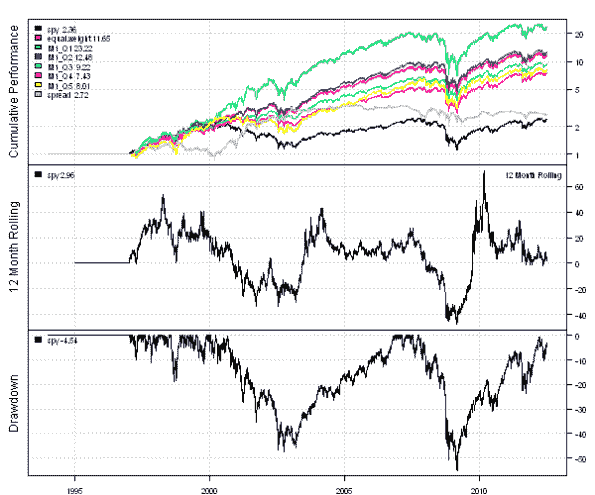 Cumulative Performance
spy 2.36
equal.weight 11.65
M1_Q1 23.22
M1_Q2 12.48
M1_Q3 9.22
M1_Q4 7.43
M1_Q5 8.01
spread 2.72
20
10
5
2
1
12 Month Rolling
spy 2.96
12 Month Rolling
60
40
20
0
-20
-40
Drawdown
spy -4.54
0
-10
-20
-30
-40
-50
1995
2000
2005
2010